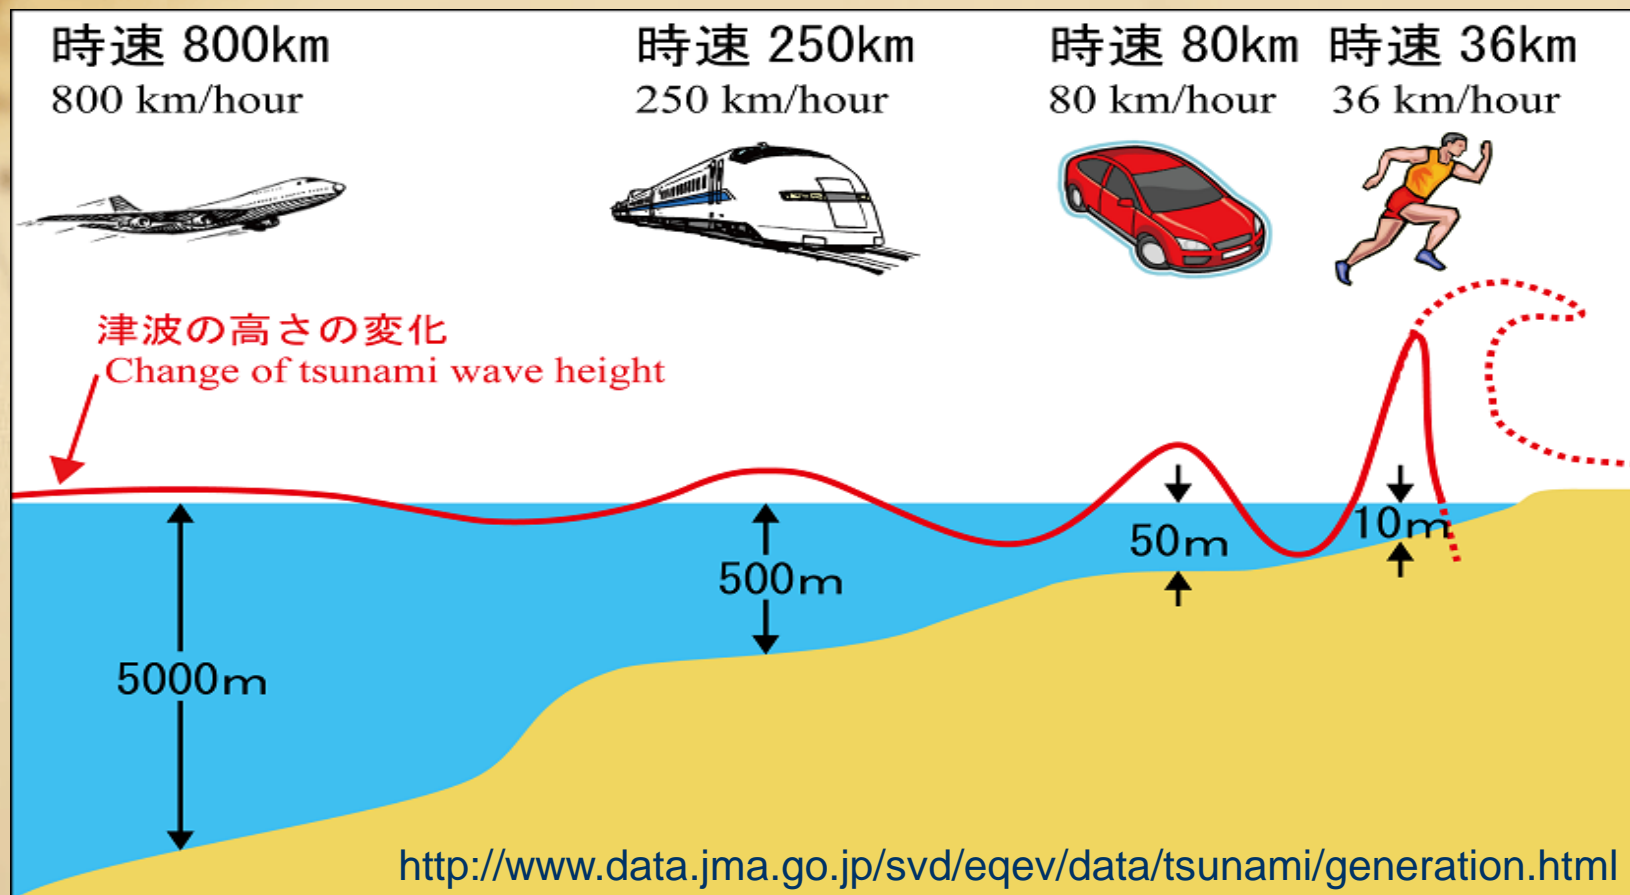 時速 800km
800 km/hour
時速 250km
250 km/hour
時速 80km
80 km/hour
時速 36km
36 km/hour
津波の高さの変化
Change of tsunami wave height
5000m
500m
50m
10m
http://www.data.jma.go.jp/svd/eqev/data/tsunami/generation.html